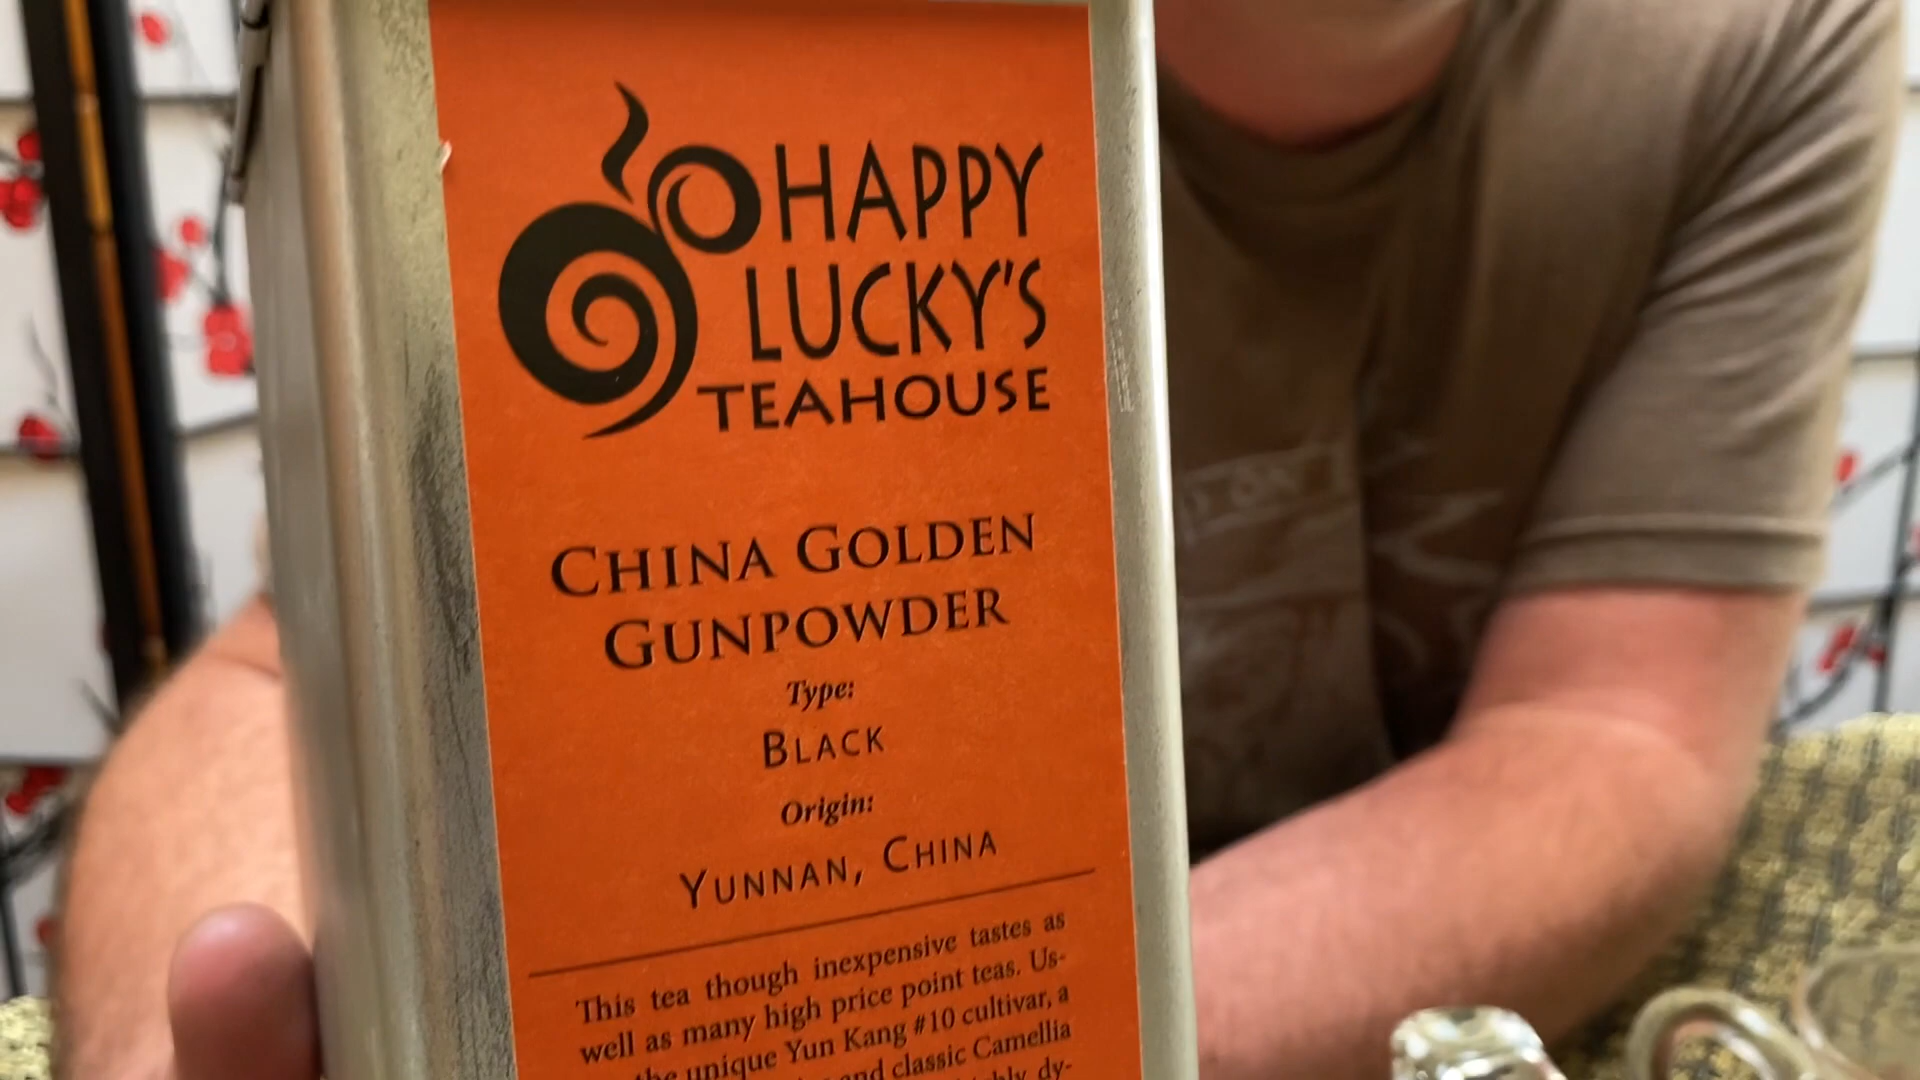 HAPPY
LUCKY'S
TEAHOUSE
CHINA GOLDEN
GUNPOWDER
Type:
BLACK
Origin:
YUNNAN, CHINA
This tea though inexpensive tastes as
well as many high price point teas. Us-
the unique Yun Kang #10 cultivar, a
and classic Camellia
dy-